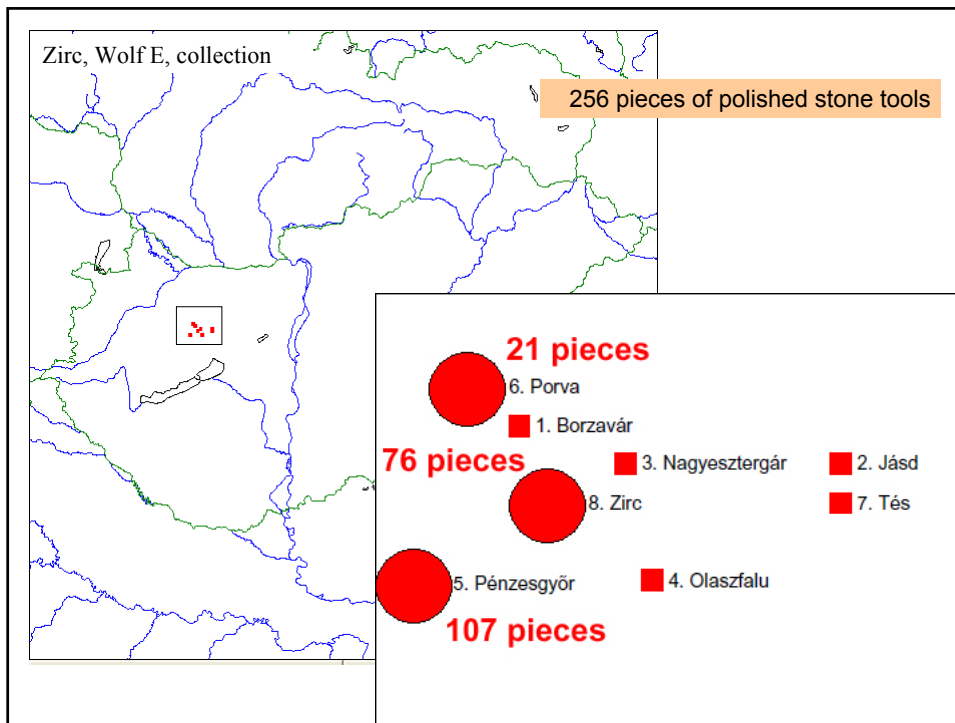 Zirc, Wolf E, collection
256 pieces of polished stone tools
21 pieces
6. Porva
1. Borzavár
76 pieces
3. Nagyesztergár
2. Jásd
8. Zirc
7. Tés
5. Pénzesgyőr
4. Olaszfalu
107 pieces